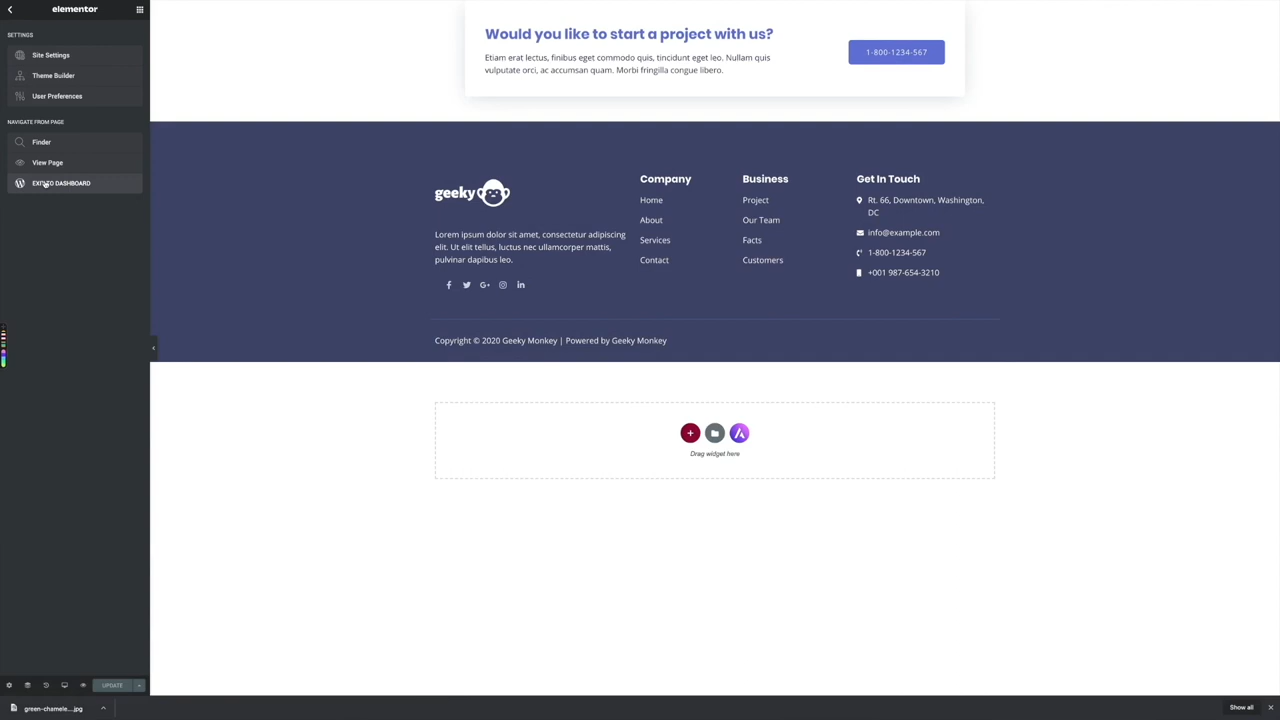 elementor
SETTINGS
Site Settings
Theme Builder
User Preferences
NAVIGATE FROM PAGE
Finder
View Page
EXIT TO DASHBOARD
UPDATE
Would you like to start a project with us?
Etiam erat lectus, finibus eget commodo quis, tincidunt eget leo. Nullam quis
vulputate orci, ac accumsan quam. Morbi fringilla congue libero.
1-800-1234-567
geeky
Lorem ipsum dolor sit amet, consectetur adipiscing
elit. Ut elit tellus, luctus nec ullamcorper mattis,
pulvinar dapibus leo.
Company
Home
About
Services
Contact
Business
Project
Our Team
Facts
Customers
Get In Touch
Rt. 66, Downtown, Washington,
DC
info@example.com
1-800-1234-567
+001 987-654-3210
Copyright © 2020 Geeky Monkey | Powered by Geeky Monkey
Drag widget here
green-chamele....jpg
Show all